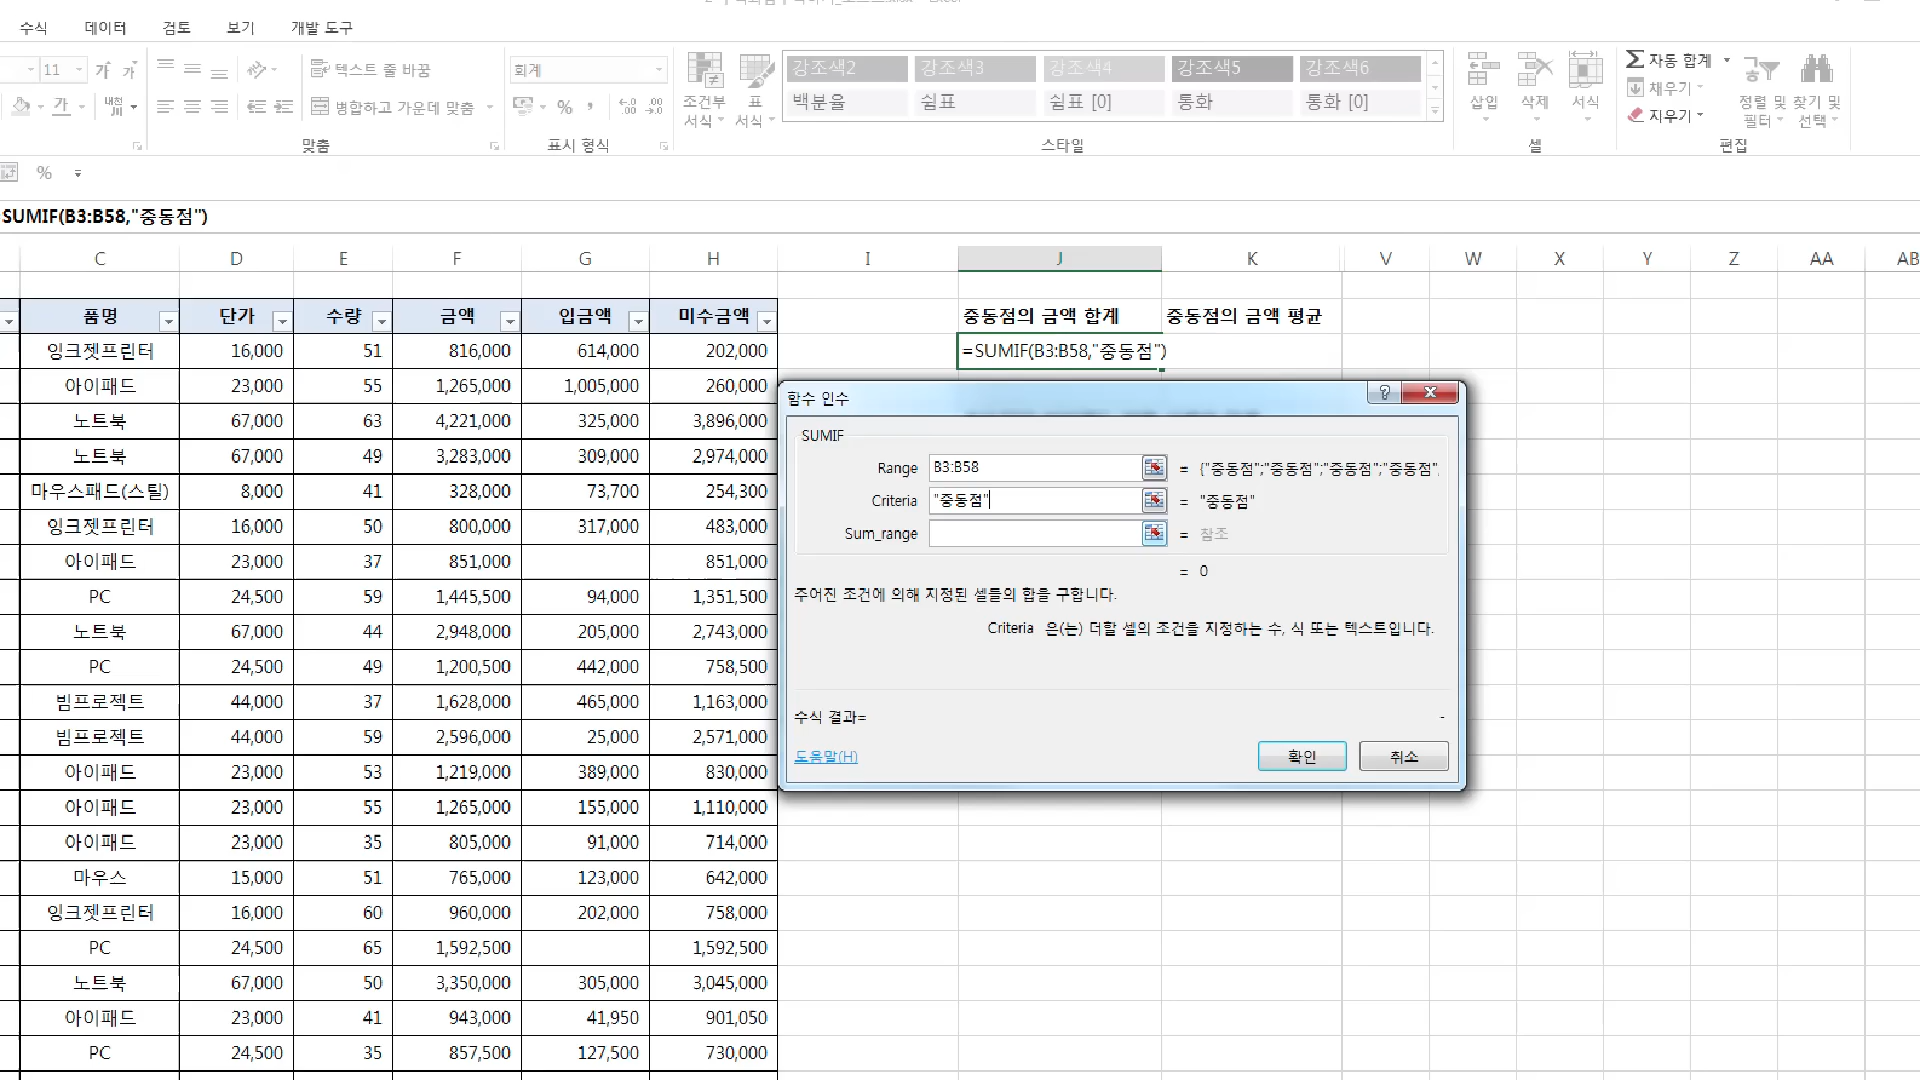 수식 데이터 검토 보기 개발 도구
11 가 가 텍스트 줄 바꿈 회계 조건부 서식 표 서식 강조색2 강조색3 강조색4 강조색5 강조색6 삽입 삭제 서식 자동 합계 정렬 및 필터 찾기 및 선택
가 내천 병합하고 가운데 맞춤 % , 백분율 쉼표 쉼표 [0] 통화 통화 [0] 채우기
지우기
맞춤 표시 형식 스타일 셀 편집
%
SUMIF(B3:B58,"중동점")
C D E F G H I J K V W X Y Z AA AB
품명 단가 수량 금액 입금액 미수금액 중동점의 금액 합계 중동점의 금액 평균
잉크젯프린터 16,000 51 816,000 614,000 202,000 =SUMIF(B3:B58,"중동점")
아이패드 23,000 55 1,265,000 1,005,000 260,000
노트북 67,000 63 4,221,000 325,000 3,896,000
노트북 67,000 49 3,283,000 309,000 2,974,000
마우스패드(스틸) 8,000 41 328,000 73,700 254,300
잉크젯프린터 16,000 50 800,000 317,000 483,000
아이패드 23,000 37 851,000 851,000
PC 24,500 59 1,445,500 94,000 1,351,500
노트북 67,000 44 2,948,000 205,000 2,743,000
PC 24,500 49 1,200,500 442,000 758,500
빔프로젝트 44,000 37 1,628,000 465,000 1,163,000
빔프로젝트 44,000 59 2,596,000 25,000 2,571,000
아이패드 23,000 53 1,219,000 389,000 830,000
아이패드 23,000 55 1,265,000 155,000 1,110,000
아이패드 23,000 35 805,000 91,000 714,000
마우스 15,000 51 765,000 123,000 642,000
잉크젯프린터 16,000 60 960,000 202,000 758,000
PC 24,500 65 1,592,500 1,592,500
노트북 67,000 50 3,350,000 305,000 3,045,000
아이패드 23,000 41 943,000 41,950 901,050
PC 24,500 35 857,500 127,500 730,000
함수 인수
SUMIF
Range B3:B58 = {"중동점";"중동점";"중동점";"중동점";
Criteria "중동점" = "중동점"
Sum_range = 참조
= 0
주어진 조건에 의해 지정된 셀들의 합을 구합니다.
Criteria 은(는) 더할 셀의 조건을 지정하는 수, 식 또는 텍스트입니다.
수식 결과= -
도움말(H) 확인 취소